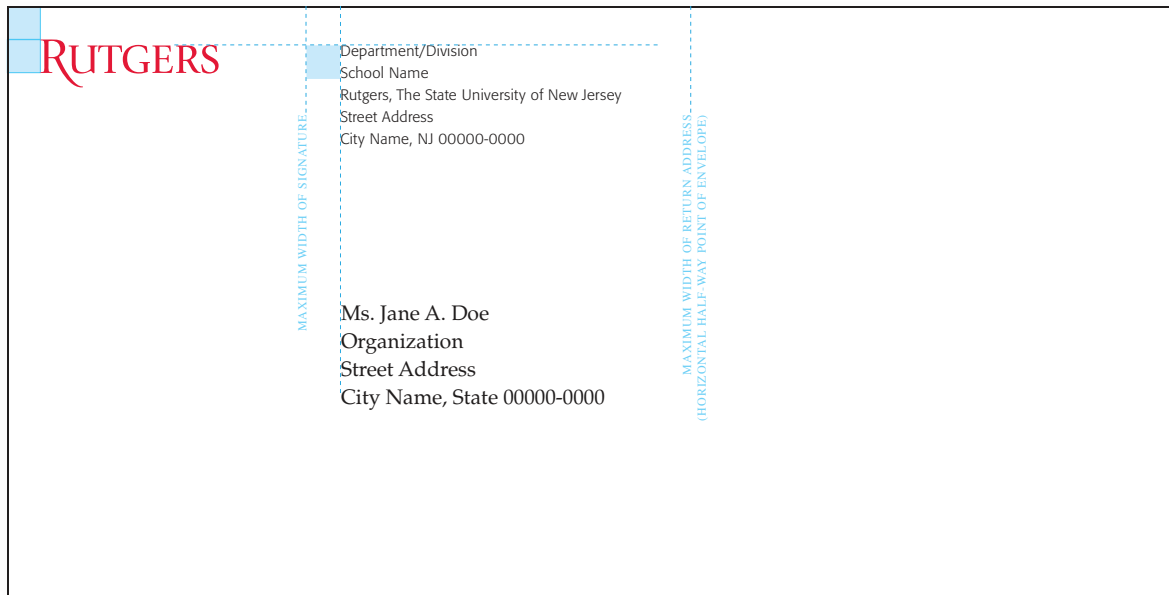 RUTGERS
Department/Division
School Name
Rutgers, The State University of New Jersey
Street Address
City Name, NJ 00000-0000
MAXIMUM WIDTH OF SIGNATURE
MAXIMUM WIDTH OF RETURN ADDRESS
(HORIZONTAL HALF-WAY POINT OF ENVELOPE)
Ms. Jane A. Doe
Organization
Street Address
City Name, State 00000-0000